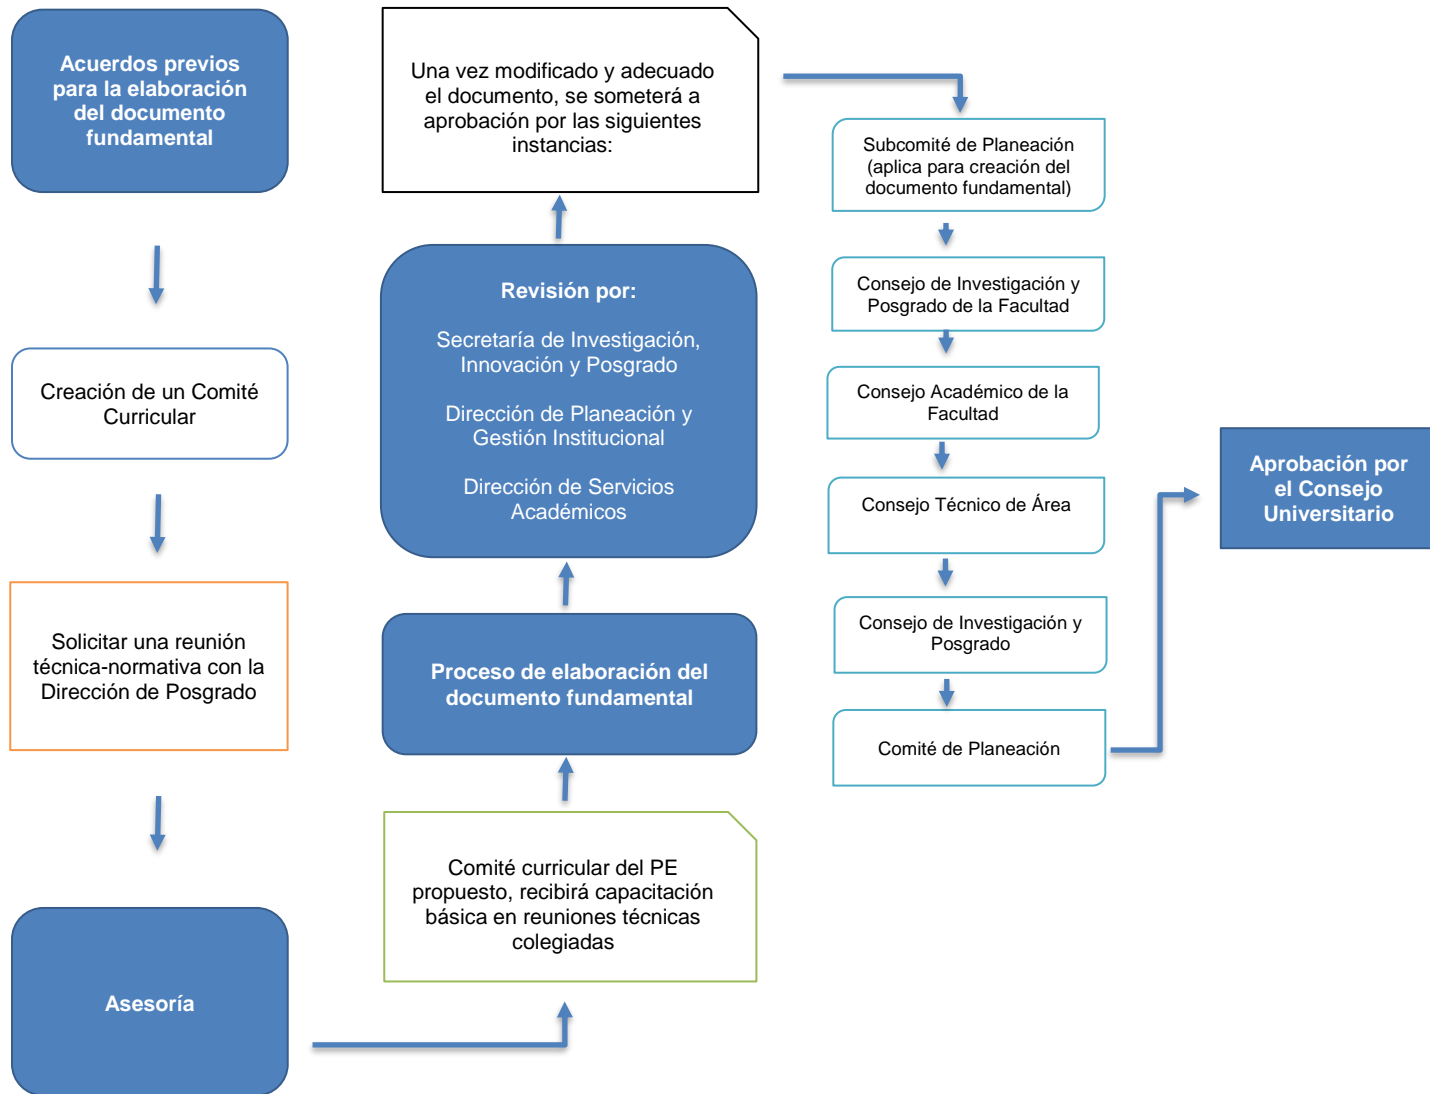 Acuerdos previos
para la elaboración
del documento
fundamental
Creación de un Comité
Curricular
Solicitar una reunión
técnica-normativa con la
Dirección de Posgrado
Asesoría
Comité curricular del PE
propuesto, recibirá capacitación
básica en reuniones técnicas
colegiadas
Proceso de elaboración del
documento fundamental
Revisión por:
Secretaría de Investigación,
Innovación y Posgrado
Dirección de Planeación y
Gestión Institucional
Dirección de Servicios
Académicos
Una vez modificado y adecuado
el documento, se someterá a
aprobación por las siguientes
instancias:
Subcomité de Planeación
(aplica para creación del
documento fundamental)
Consejo de Investigación y
Posgrado de la Facultad
Consejo Académico de la
Facultad
Consejo Técnico de Área
Consejo de Investigación y
Posgrado
Comité de Planeación
Aprobación por
el Consejo
Universitario